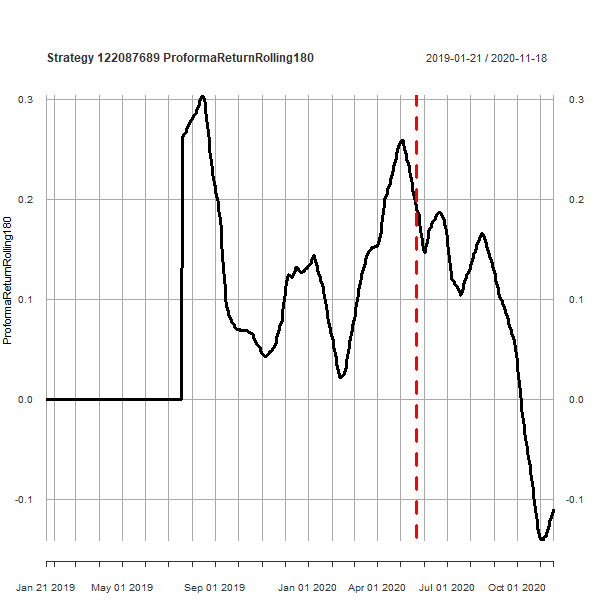 Strategy 122087689 ProformaReturnRolling180
2019-01-21 / 2020-11-18
0.3
0.3
0.2
0.2
0.1
0.1
0.0
0.0
-0.1
-0.1
ProformaReturnRolling180
Jan 21 2019
May 01 2019
Sep 01 2019
Jan 01 2020
Apr 01 2020
Jul 01 2020
Oct 01 2020